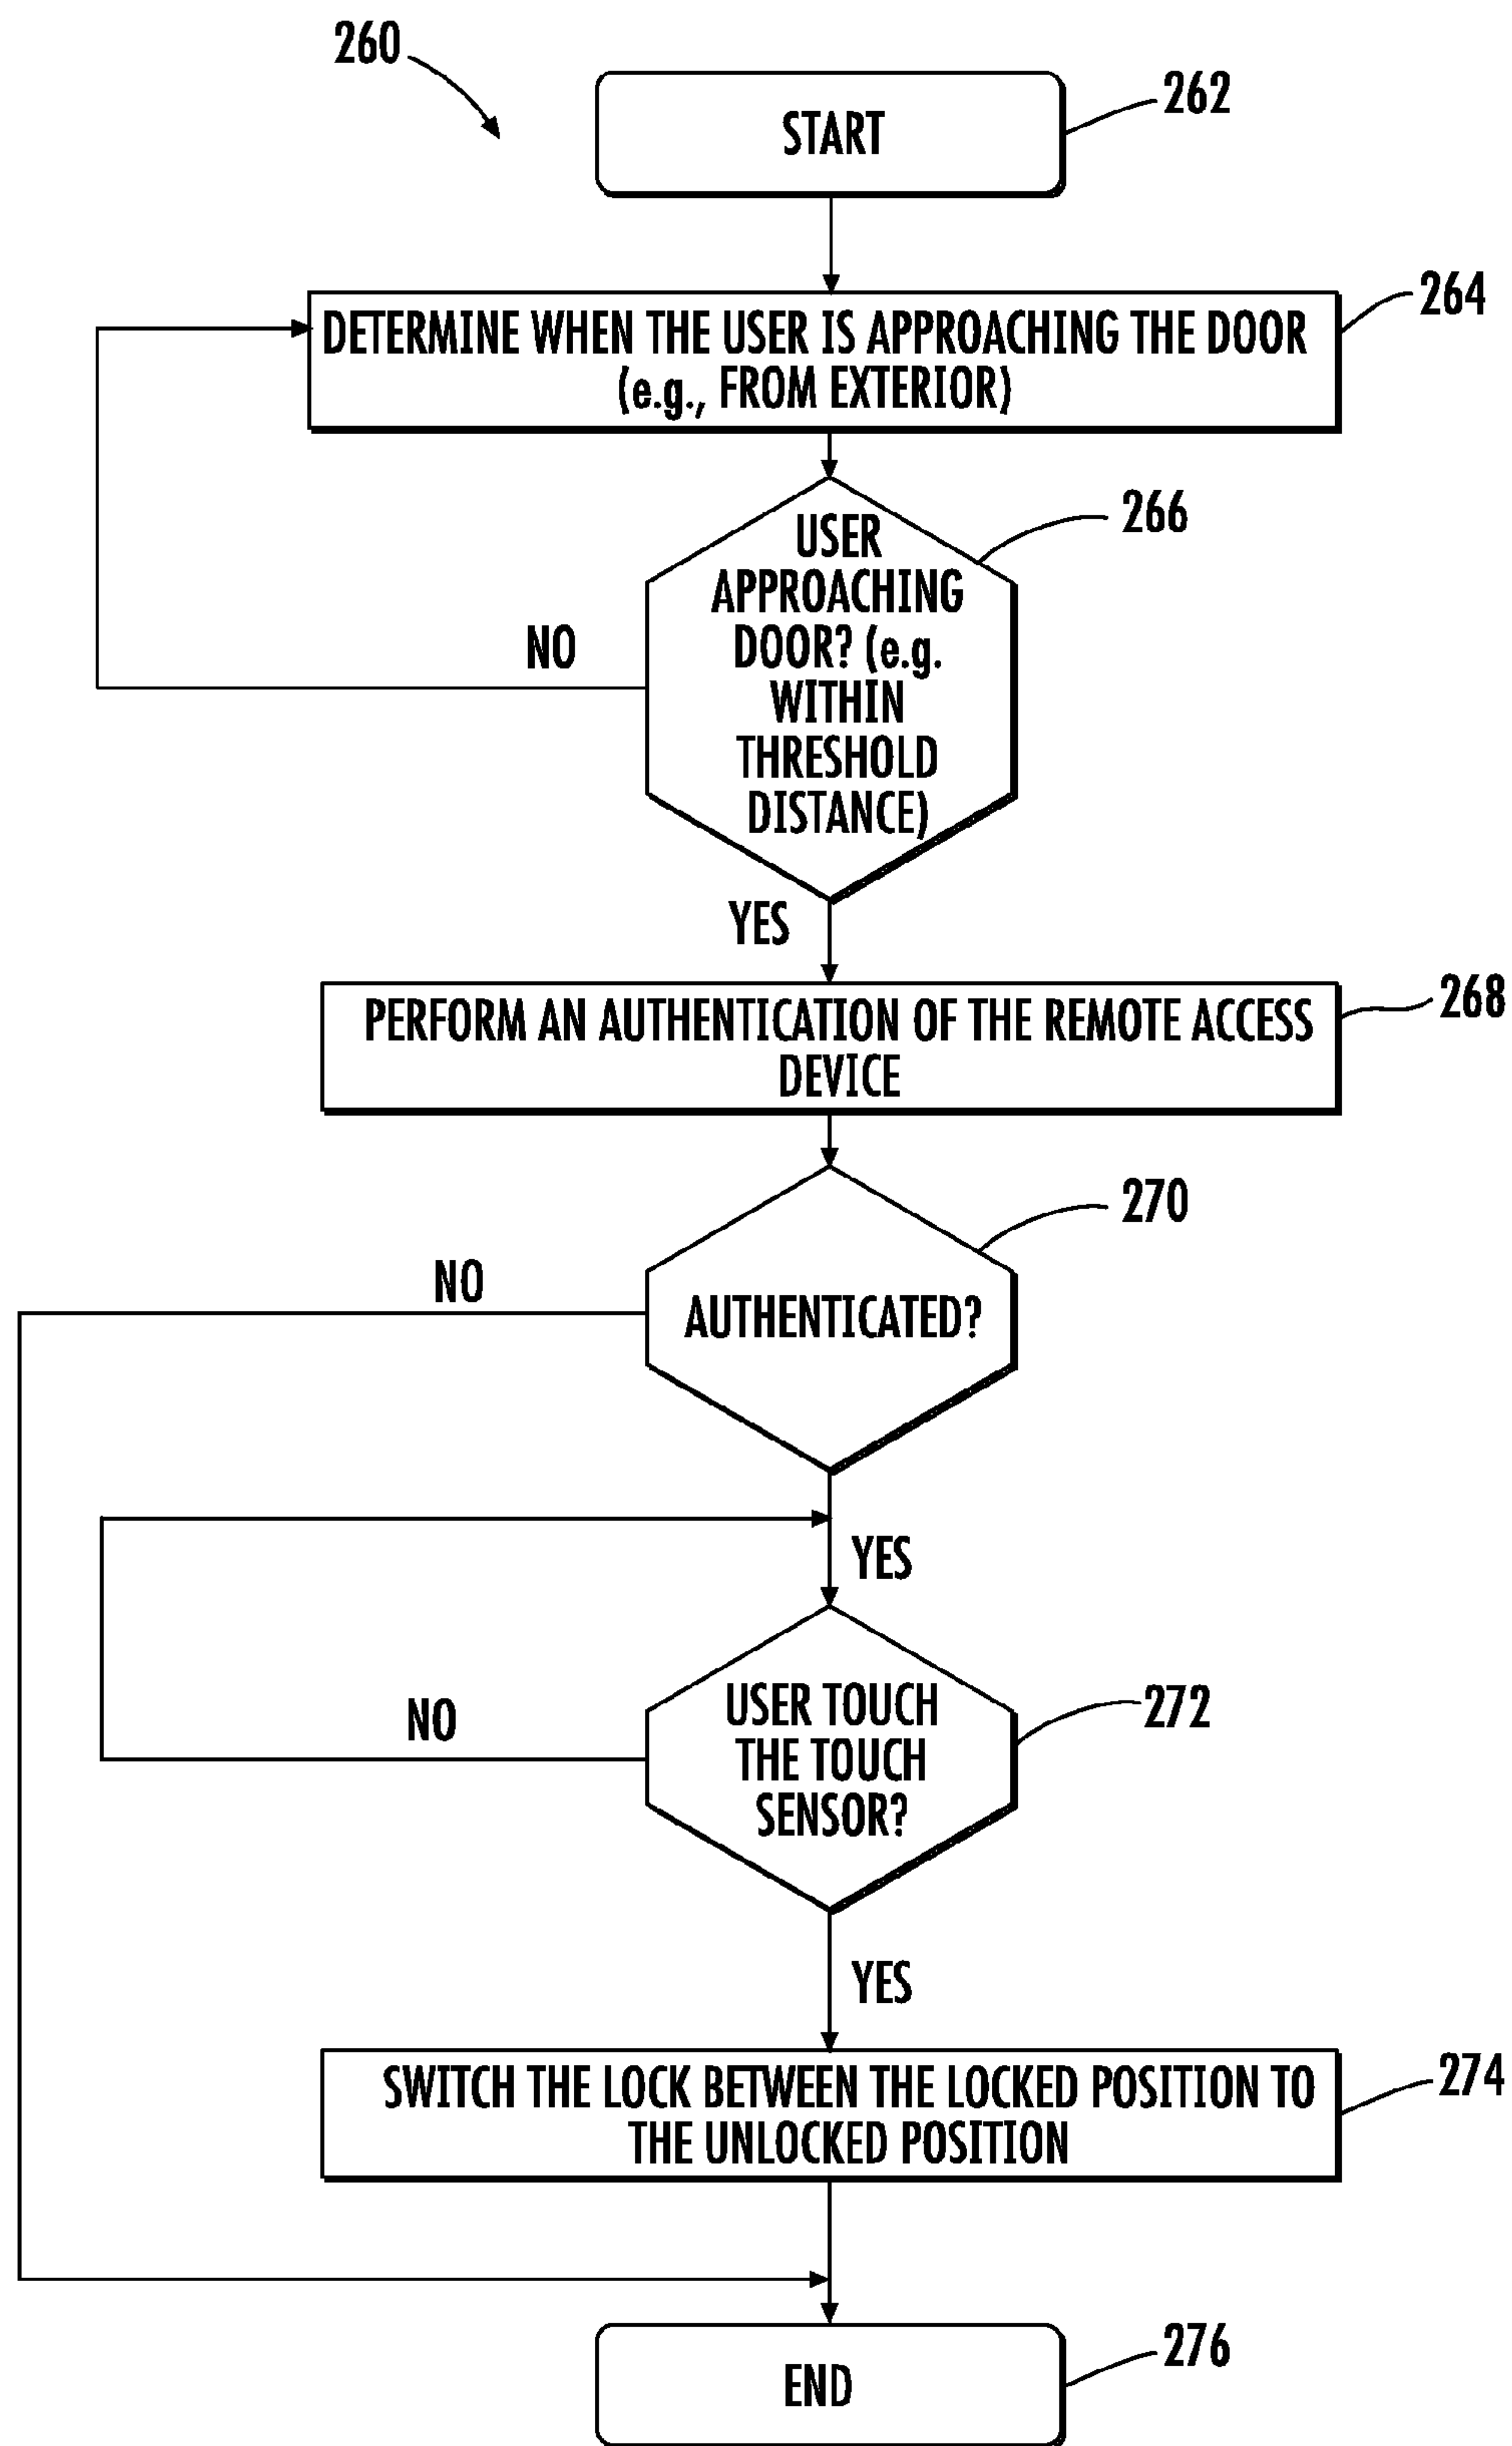 260
START
262
DETERMINE WHEN THE USER IS APPROACHING THE DOOR
(e.g., FROM EXTERIOR)
264
USER
APPROACHING
DOOR? (e.g.
WITHIN
THRESHOLD
DISTANCE)
266
NO
YES
PERFORM AN AUTHENTICATION OF THE REMOTE ACCESS
DEVICE
268
AUTHENTICATED?
270
NO
YES
USER TOUCH
THE TOUCH
SENSOR?
272
NO
YES
SWITCH THE LOCK BETWEEN THE LOCKED POSITION TO
THE UNLOCKED POSITION
274
END
276